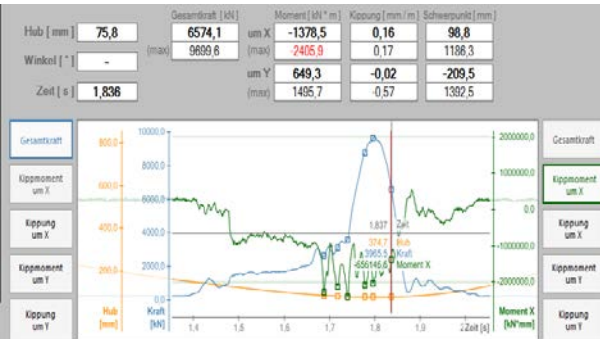 Gesamtkraft [kN] Moment [kN * m] Kippung [mm / m] Schwerpunkt [mm]
Hub [ mm ] 75,8 6574,1 um X -1378,5 0,16 98,8
(max) 9699,6 (max) -2405,9 0,17 1186,3
Winkel [ ° ] -
um Y 649,3 -0,02 -209,5
Zeit [ s ] 1,836 (max) 1495,7 -0,57 1392,5
Gesamtkraft
Kippmoment
um X
Kippung
um X
Kippmoment
um Y
Kippung
um Y
800,0
600,0
400,0
200,0
Hub
[mm]
10000,0
8000,0
6000,0
4000,0
2000,0
0,0
Kraft
[kN]
1,837 Zeit
374,7 Hub
3965,5 Kraft
-656145,6 Moment X
1,4 1,5 1,6 1,7 1,8 1,9 2 Zeit [s]
2000000,0
1000000,0
0,0
-1000000,0
-2000000,0
Moment X
[kN*mm]
Gesamtkraft
Kippmoment
um X
Kippung
um X
Kippmoment
um Y
Kippung
um Y